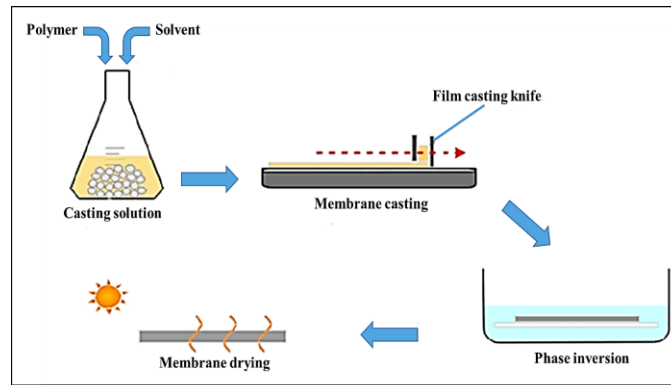 Polymer
Solvent
Film casting knife
Casting solution
Membrane casting
Membrane drying
Phase inversion